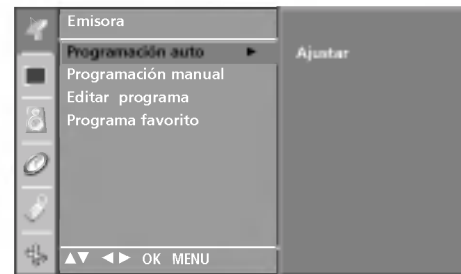 Emisora
Programación auto ► Ajustar
Programación manual
Editar programa
Programa favorito
▲▼ ◄► OK MENU